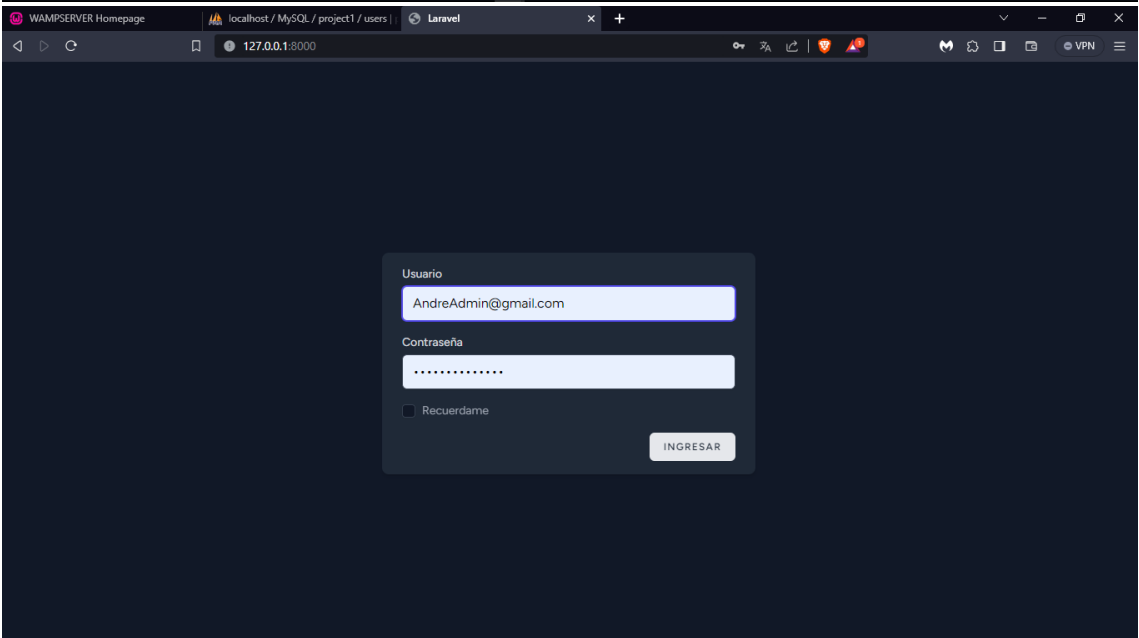 WAMPSERVER Homepage
localhost / MySQL / project1 / users |
Laravel
127.0.0.1:8000
VPN
Usuario
AndreAdmin@gmail.com
Contraseña
••••••••••••••
Recuerdame
INGRESAR